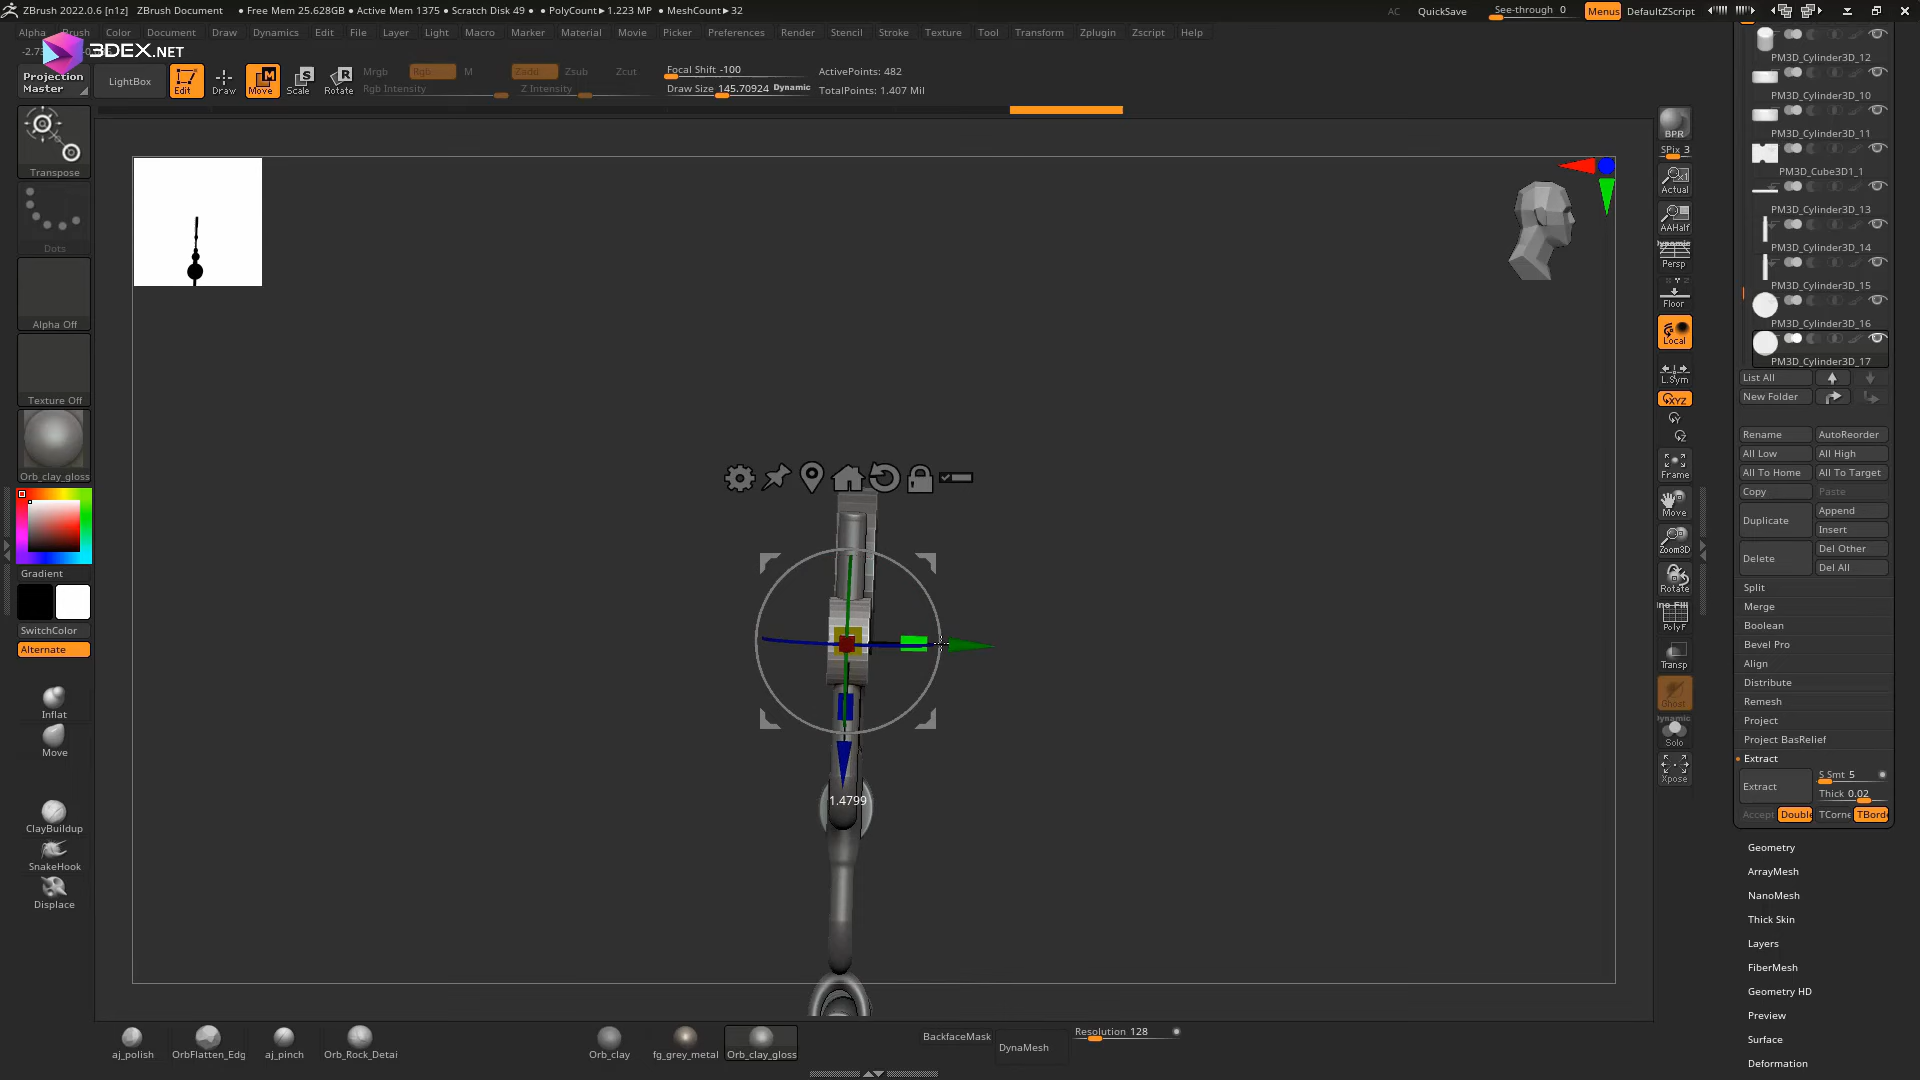 ZBrush 2022.0.6 [n1z] ZBrush Document • Free Mem 25.628GB • Active Mem 1375 • Scratch Disk 49 • PolyCount▸ 1.223 MP • MeshCount▸ 32 AC QuickSave See-through 0 Menus DefaultZScript
Alpha Brush Color Document Draw Dynamics Edit File Layer Light Macro Marker Material Movie Picker Preferences Render Stencil Stroke Texture Tool Transform Zplugin Zscript Help
3DEX.NET
Projection Master
LightBox
Edit Draw Move Scale Rotate
Mrgb Rgb M Zadd Zsub Zcut
Rgb Intensity Z Intensity
Focal Shift -100
Draw Size 145.70924 Dynamic
ActivePoints: 482
TotalPoints: 1.407 Mil
Transpose
Dots
Alpha Off
Texture Off
Orb_clay_gloss
Gradient
SwitchColor
Alternate
Inflat
Move
ClayBuildup
SnakeHook
Displace
1.4799
BPR
SPix 3
Actual
AAHalf
Dynamic
Persp
Floor
Local
L.Sym
XYZ
Frame
Move
Zoom3D
Rotate
PolyF
Transp
Ghost
Dynamic
Solo
Xpose
PM3D_Cylinder3D_12
PM3D_Cylinder3D_10
PM3D_Cylinder3D_11
PM3D_Cube3D1_1
PM3D_Cylinder3D_13
PM3D_Cylinder3D_14
PM3D_Cylinder3D_15
PM3D_Cylinder3D_16
PM3D_Cylinder3D_17
List All
New Folder
Rename AutoReorder
All Low All High
All To Home All To Target
Copy Paste
Duplicate Append
Insert
Delete Del Other
Del All
Split
Merge
Boolean
Bevel Pro
Align
Distribute
Remesh
Project
Project BasRelief
Extract
Extract S Smt 5
Thick 0.02
Accept Double TCorne TBorde
Geometry
ArrayMesh
NanoMesh
Thick Skin
Layers
FiberMesh
Geometry HD
Preview
Surface
Deformation
aj_polish OrbFlatten_Edg aj_pinch Orb_Rock_Detai Orb_clay fg_grey_metal Orb_clay_gloss BackfaceMask DynaMesh Resolution 128